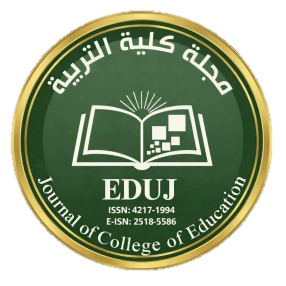 مجلة كلية التربية
EDUJ
ISSN: 4217-1994
E-ISN: 2518-5586
Journal of College of Education